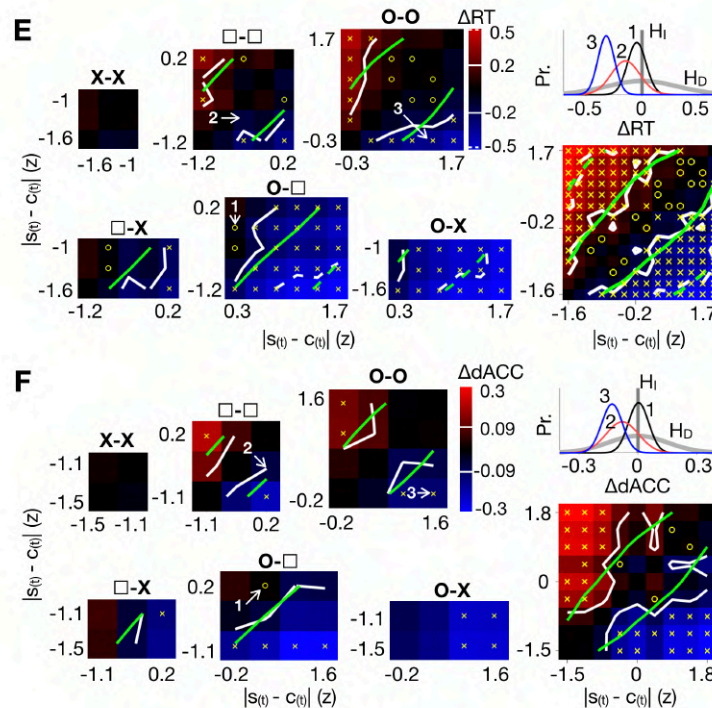 E
□-□
O-O
ΔRT
0.5
0.2
-0.2
-0.5
X-X
-1
-1.6
-1.6 -1
0.2
-1.2
-1.2 0.2
2
1.7
-0.3
-0.3 1.7
3
Pr.
3 2 1
H_I
H_D
-0.5 0 0.5
ΔRT
□-X
-1
-1.6
-1.2 0.2
O-□
0.2
-1.2
0.3 1.7
1
O-X
-1
-1.6
0.3 1.7
1.7
-0.2
-1.6
-1.6 -0.2 1.7
|s(t) - c(t)| (z)
|s(t) - c(t)| (z)
|s(t) - c(t)| (z)
F
□-□
O-O
ΔdACC
0.3
0.09
-0.09
-0.3
X-X
-1.1
-1.5
-1.5 -1.1
0.2
-1.1
-1.1 0.2
2
1.6
-0.2
-0.2 1.6
3
Pr.
3 2 1
H_I
H_D
-0.3 0 0.3
ΔdACC
□-X
-1.1
-1.5
-1.1 0.2
O-□
0.2
-1.1
-0.2 1.6
1
O-X
-1.1
-1.5
-0.2 1.6
1.8
0
-1.5
-1.5 0 1.8
|s(t) - c(t)| (z)
|s(t) - c(t)| (z)
|s(t) - c(t)| (z)